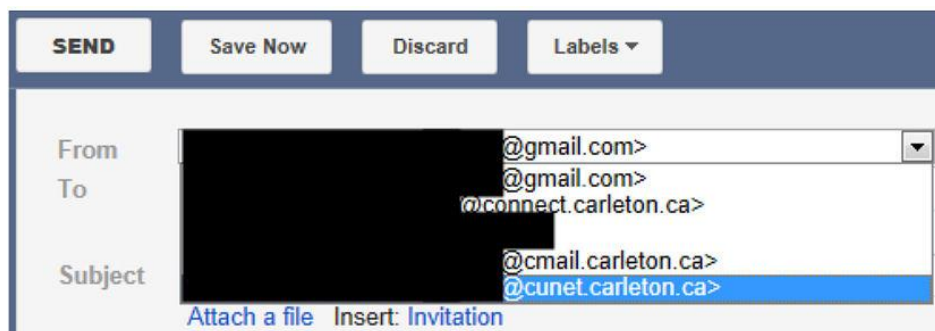 SEND Save Now Discard Labels
From @gmail.com>
To @gmail.com>
@connect.carleton.ca>
@cmail.carleton.ca>
Subject @cunet.carleton.ca>
Attach a file Insert: Invitation